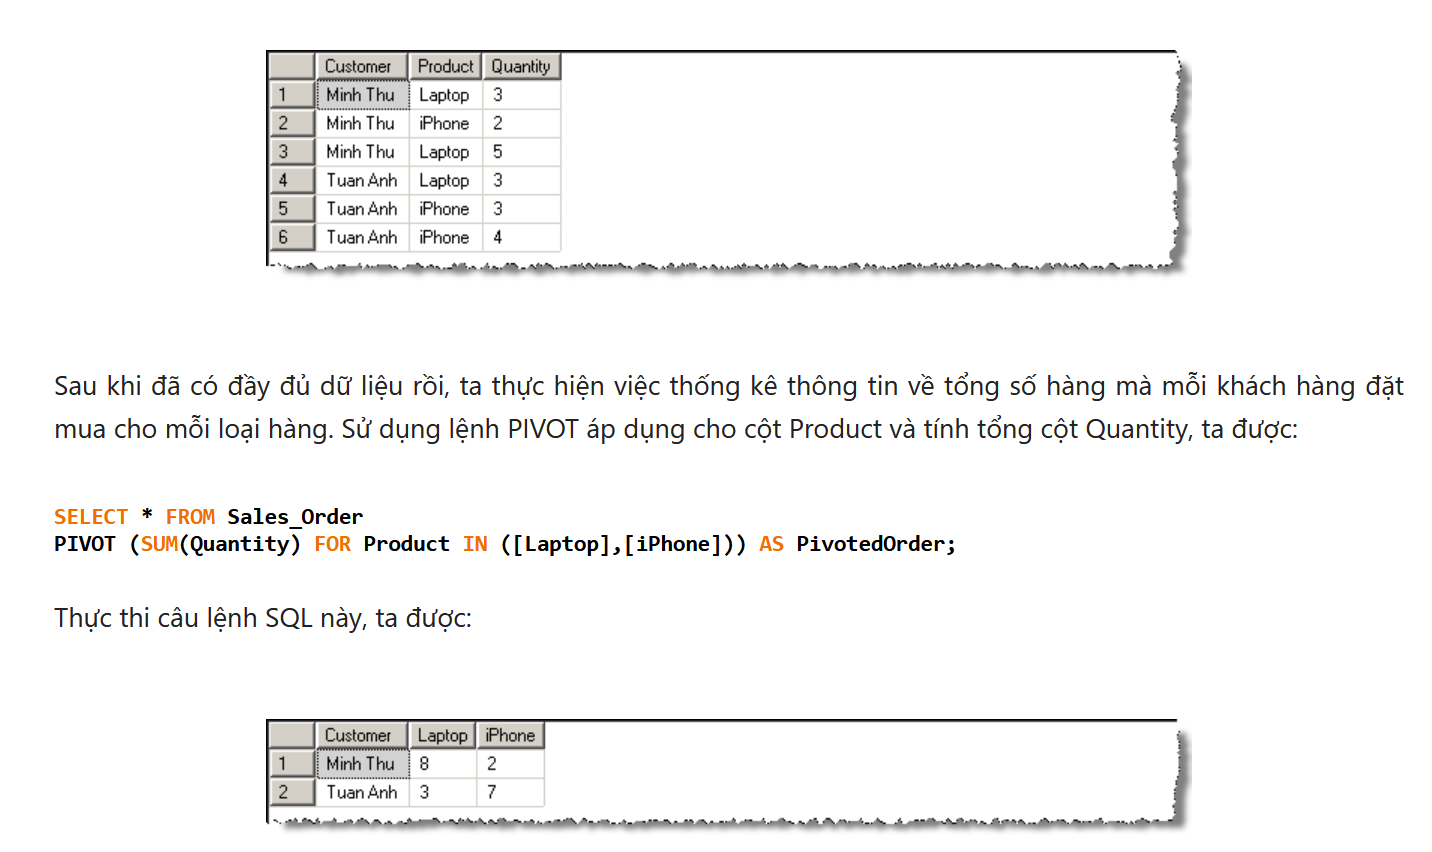 Customer Product Quantity
1 Minh Thu Laptop 3
2 Minh Thu iPhone 2
3 Minh Thu Laptop 5
4 Tuan Anh Laptop 3
5 Tuan Anh iPhone 3
6 Tuan Anh iPhone 4
Sau khi đã có đầy đủ dữ liệu rồi, ta thực hiện việc thống kê thông tin về tổng số hàng mà mỗi khách hàng đặt
mua cho mỗi loại hàng. Sử dụng lệnh PIVOT áp dụng cho cột Product và tính tổng cột Quantity, ta được:
SELECT * FROM Sales_Order
PIVOT (SUM(Quantity) FOR Product IN ([Laptop],[iPhone])) AS PivotedOrder;
Thực thi câu lệnh SQL này, ta được:
Customer Laptop iPhone
1 Minh Thu 8 2
2 Tuan Anh 3 7